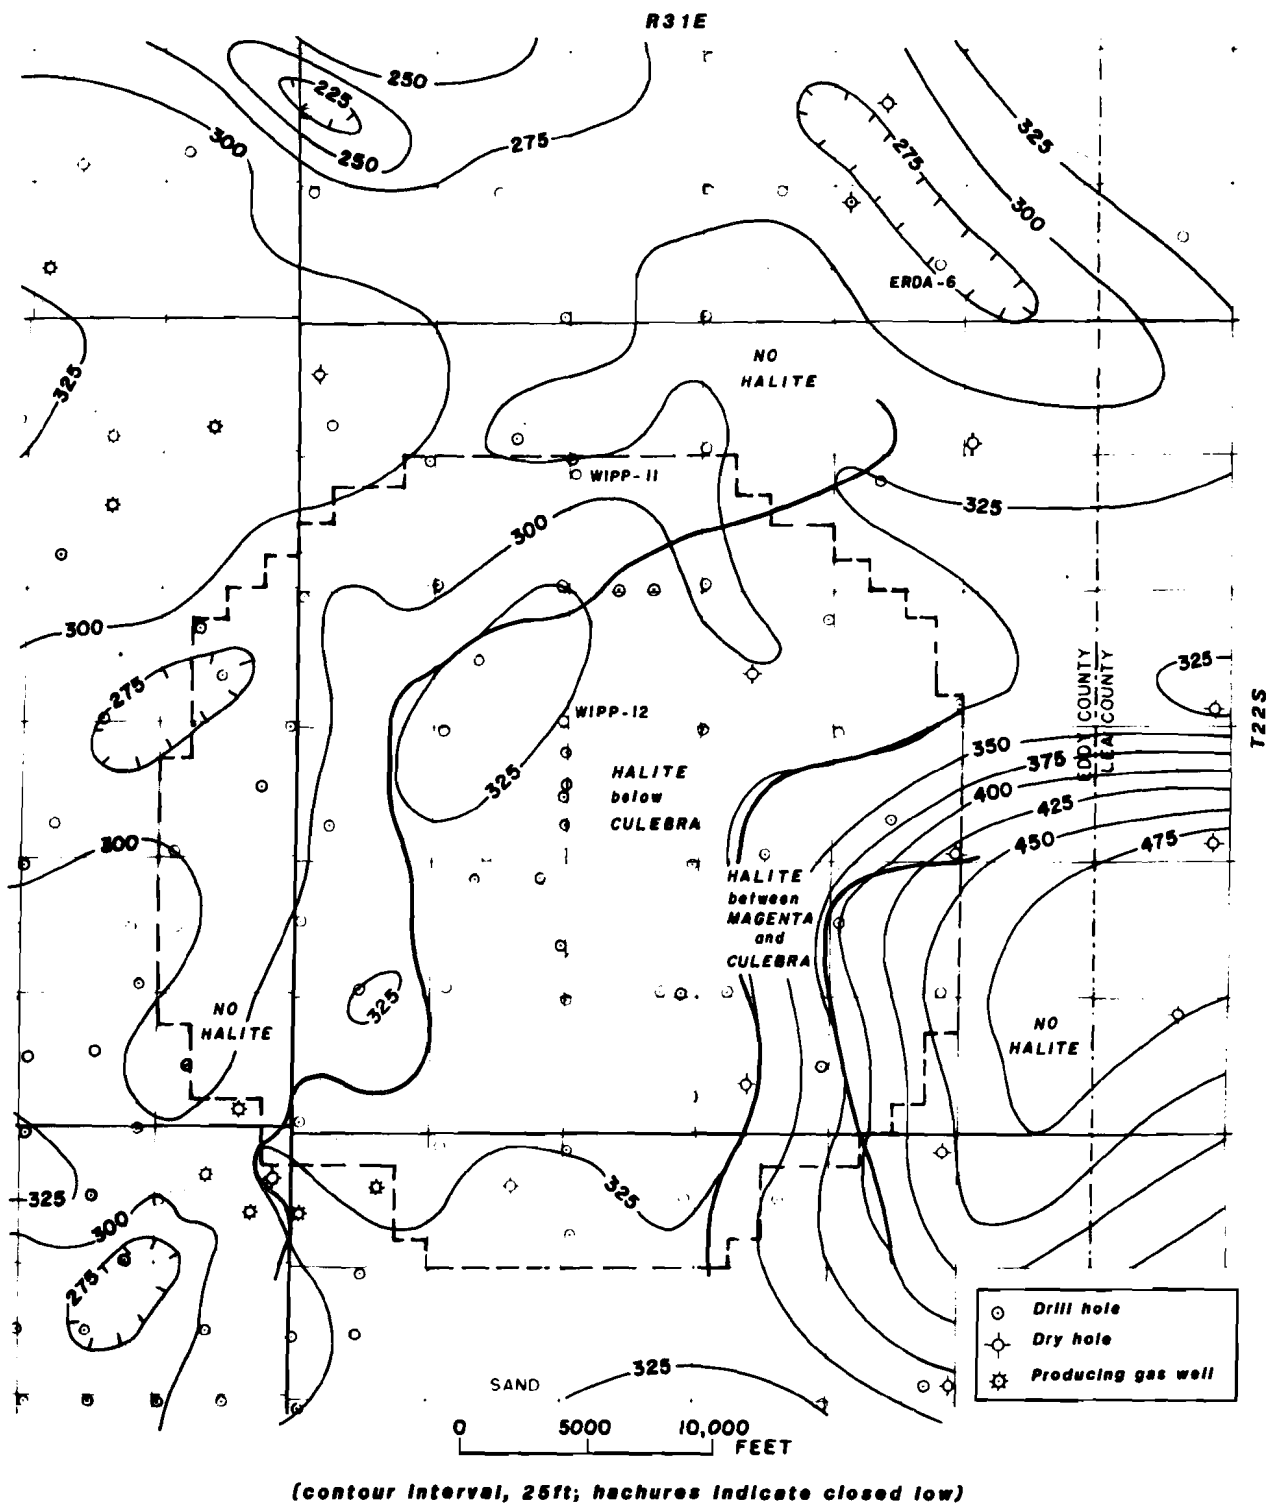 R31E
250
225
250
275
300
325
275
300
ERDA-6
325
NO
HALITE
WIPP-11
325
300
300
275
325
EDDY COUNTY
LEA COUNTY
T22S
WIPP-12
350
375
400
425
450
475
325
HALITE
below
CULEBRA
300
HALITE
between
MAGENTA
and
CULEBRA
325
NO
HALITE
NO
HALITE
325
300
275
325
325
SAND
Drill hole
Dry hole
Producing gas well
0 5000 10,000
FEET
(contour interval, 25ft; hachures indicate closed low)